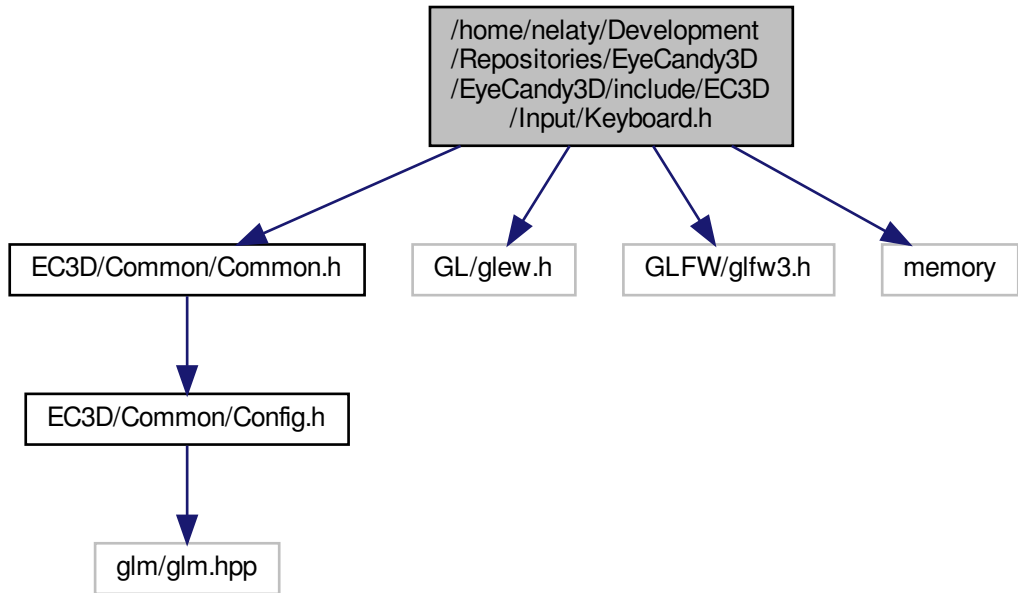 /home/nelaty/Development
/Repositories/EyeCandy3D
/EyeCandy3D/include/EC3D
/Input/Keyboard.h
EC3D/Common/Common.h
GL/glew.h
GLFW/glfw3.h
memory
EC3D/Common/Config.h
glm/glm.hpp